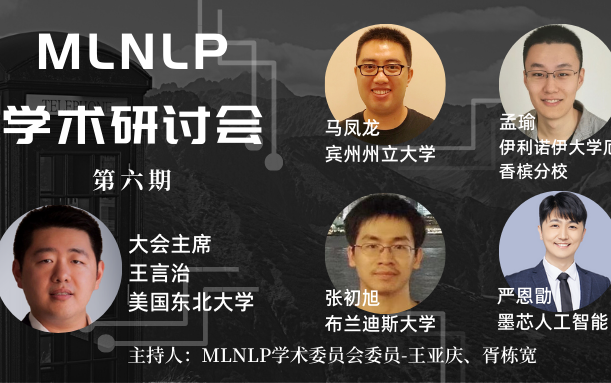 MLNLP
学术研讨会
第六期
马凤龙
宾州州立大学
孟瑜
伊利诺伊大学
香槟分校
大会主席
王言治
美国东北大学
张初旭
布兰迪斯大学
严恩勖
墨芯人工智能
主持人：MLNLP学术委员会委员-王亚庆、胥栋宽